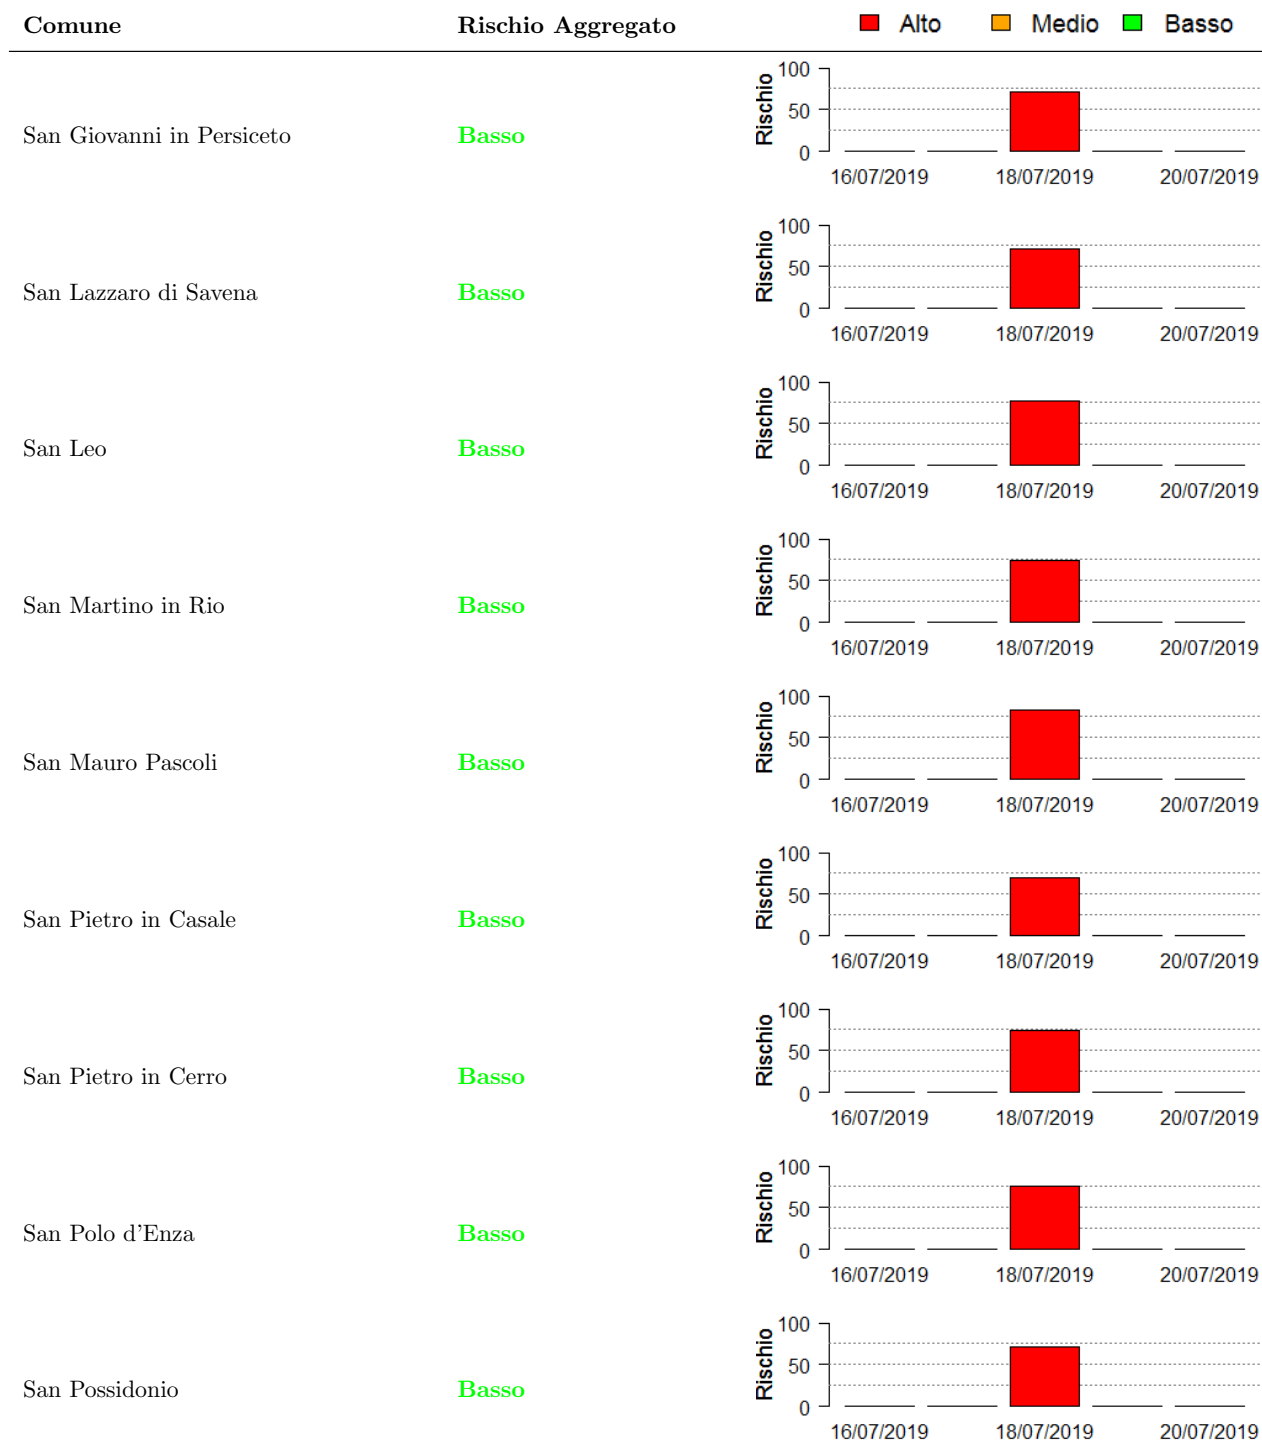 Comune Rischio Aggregato Alto Medio Basso
100
50
0
Rischio
San Giovanni in Persiceto Basso
16/07/2019 18/07/2019 20/07/2019
100
50
0
Rischio
San Lazzaro di Savena Basso
16/07/2019 18/07/2019 20/07/2019
100
50
0
Rischio
San Leo Basso
16/07/2019 18/07/2019 20/07/2019
100
50
0
Rischio
San Martino in Rio Basso
16/07/2019 18/07/2019 20/07/2019
100
50
0
Rischio
San Mauro Pascoli Basso
16/07/2019 18/07/2019 20/07/2019
100
50
0
Rischio
San Pietro in Casale Basso
16/07/2019 18/07/2019 20/07/2019
100
50
0
Rischio
San Pietro in Cerro Basso
16/07/2019 18/07/2019 20/07/2019
100
50
0
Rischio
San Polo d'Enza Basso
16/07/2019 18/07/2019 20/07/2019
100
50
0
Rischio
San Possidonio Basso
16/07/2019 18/07/2019 20/07/2019